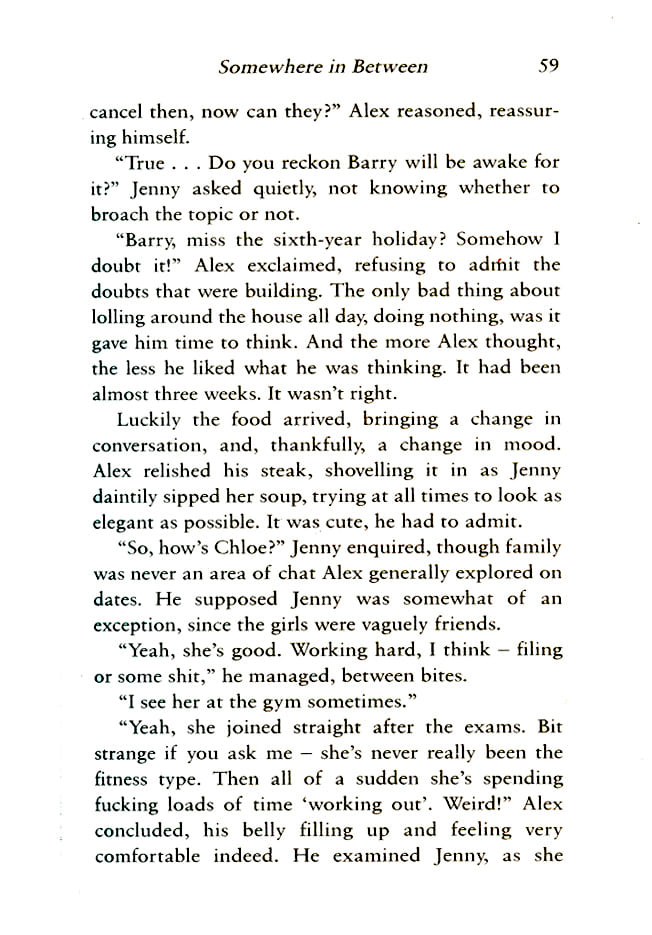 Somewhere in Between 59
cancel then, now can they?” Alex reasoned, reassur-
ing himself.
“True . . . Do you reckon Barry will be awake for
it?” Jenny asked quietly, not knowing whether to
broach the topic or not.
“Barry, miss the sixth-year holiday? Somehow I
doubt it!” Alex exclaimed, refusing to admit the
doubts that were building. The only bad thing about
lolling around the house all day, doing nothing, was it
gave him time to think. And the more Alex thought,
the less he liked what he was thinking. It had been
almost three weeks. It wasn’t right.
Luckily the food arrived, bringing a change in
conversation, and, thankfully, a change in mood.
Alex relished his steak, shovelling it in as Jenny
daintily sipped her soup, trying at all times to look as
elegant as possible. It was cute, he had to admit.
“So, how’s Chloe?” Jenny enquired, though family
was never an area of chat Alex generally explored on
dates. He supposed Jenny was somewhat of an
exception, since the girls were vaguely friends.
“Yeah, she’s good. Working hard, I think – filing
or some shit,” he managed, between bites.
“I see her at the gym sometimes.”
“Yeah, she joined straight after the exams. Bit
strange if you ask me – she’s never really been the
fitness type. Then all of a sudden she’s spending
fucking loads of time ‘working out’. Weird!” Alex
concluded, his belly filling up and feeling very
comfortable indeed. He examined Jenny, as she